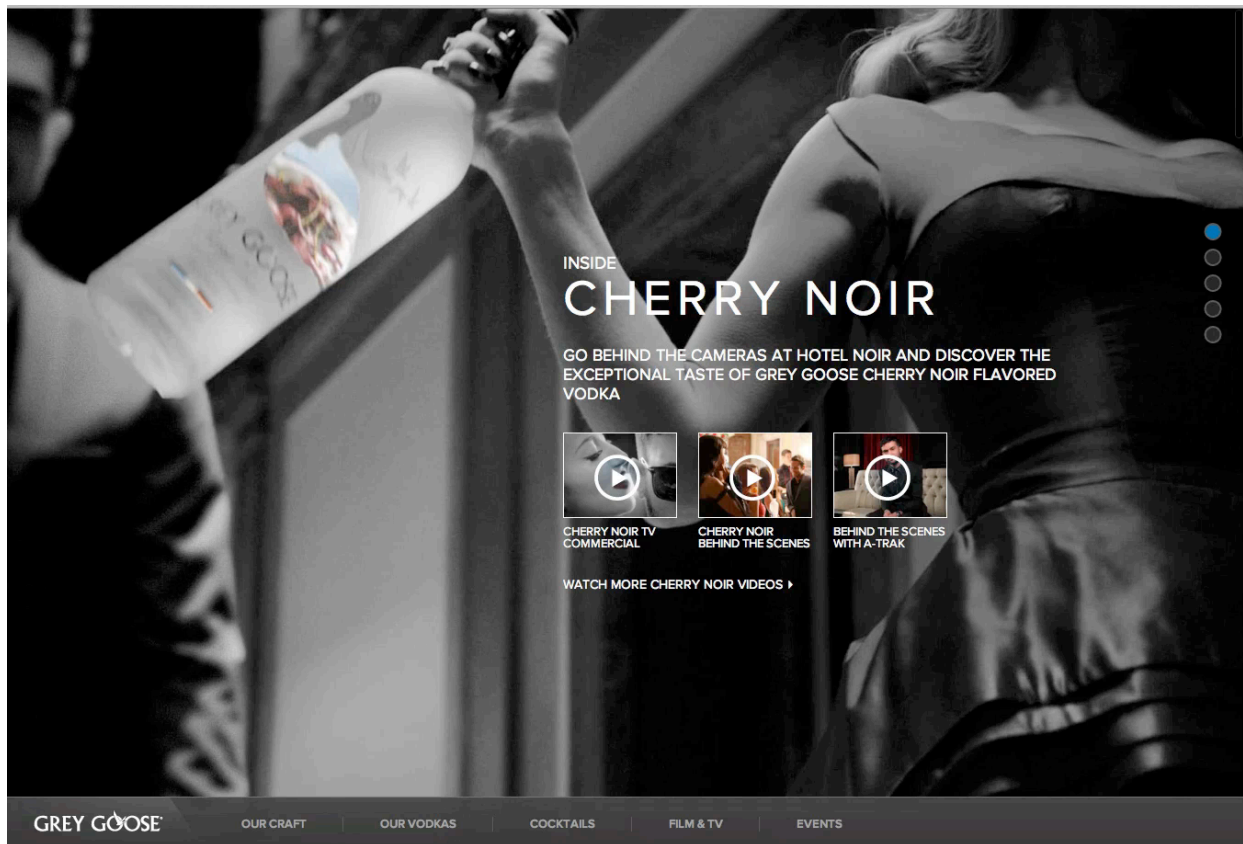 GREY GOOSE
INSIDE
CHERRY NOIR
GO BEHIND THE CAMERAS AT HOTEL NOIR AND DISCOVER THE
EXCEPTIONAL TASTE OF GREY GOOSE CHERRY NOIR FLAVORED
VODKA
CHERRY NOIR TV
COMMERCIAL
CHERRY NOIR
BEHIND THE SCENES
BEHIND THE SCENES
WITH A-TRAK
WATCH MORE CHERRY NOIR VIDEOS
GREY GOOSE
OUR CRAFT
OUR VODKAS
COCKTAILS
FILM & TV
EVENTS